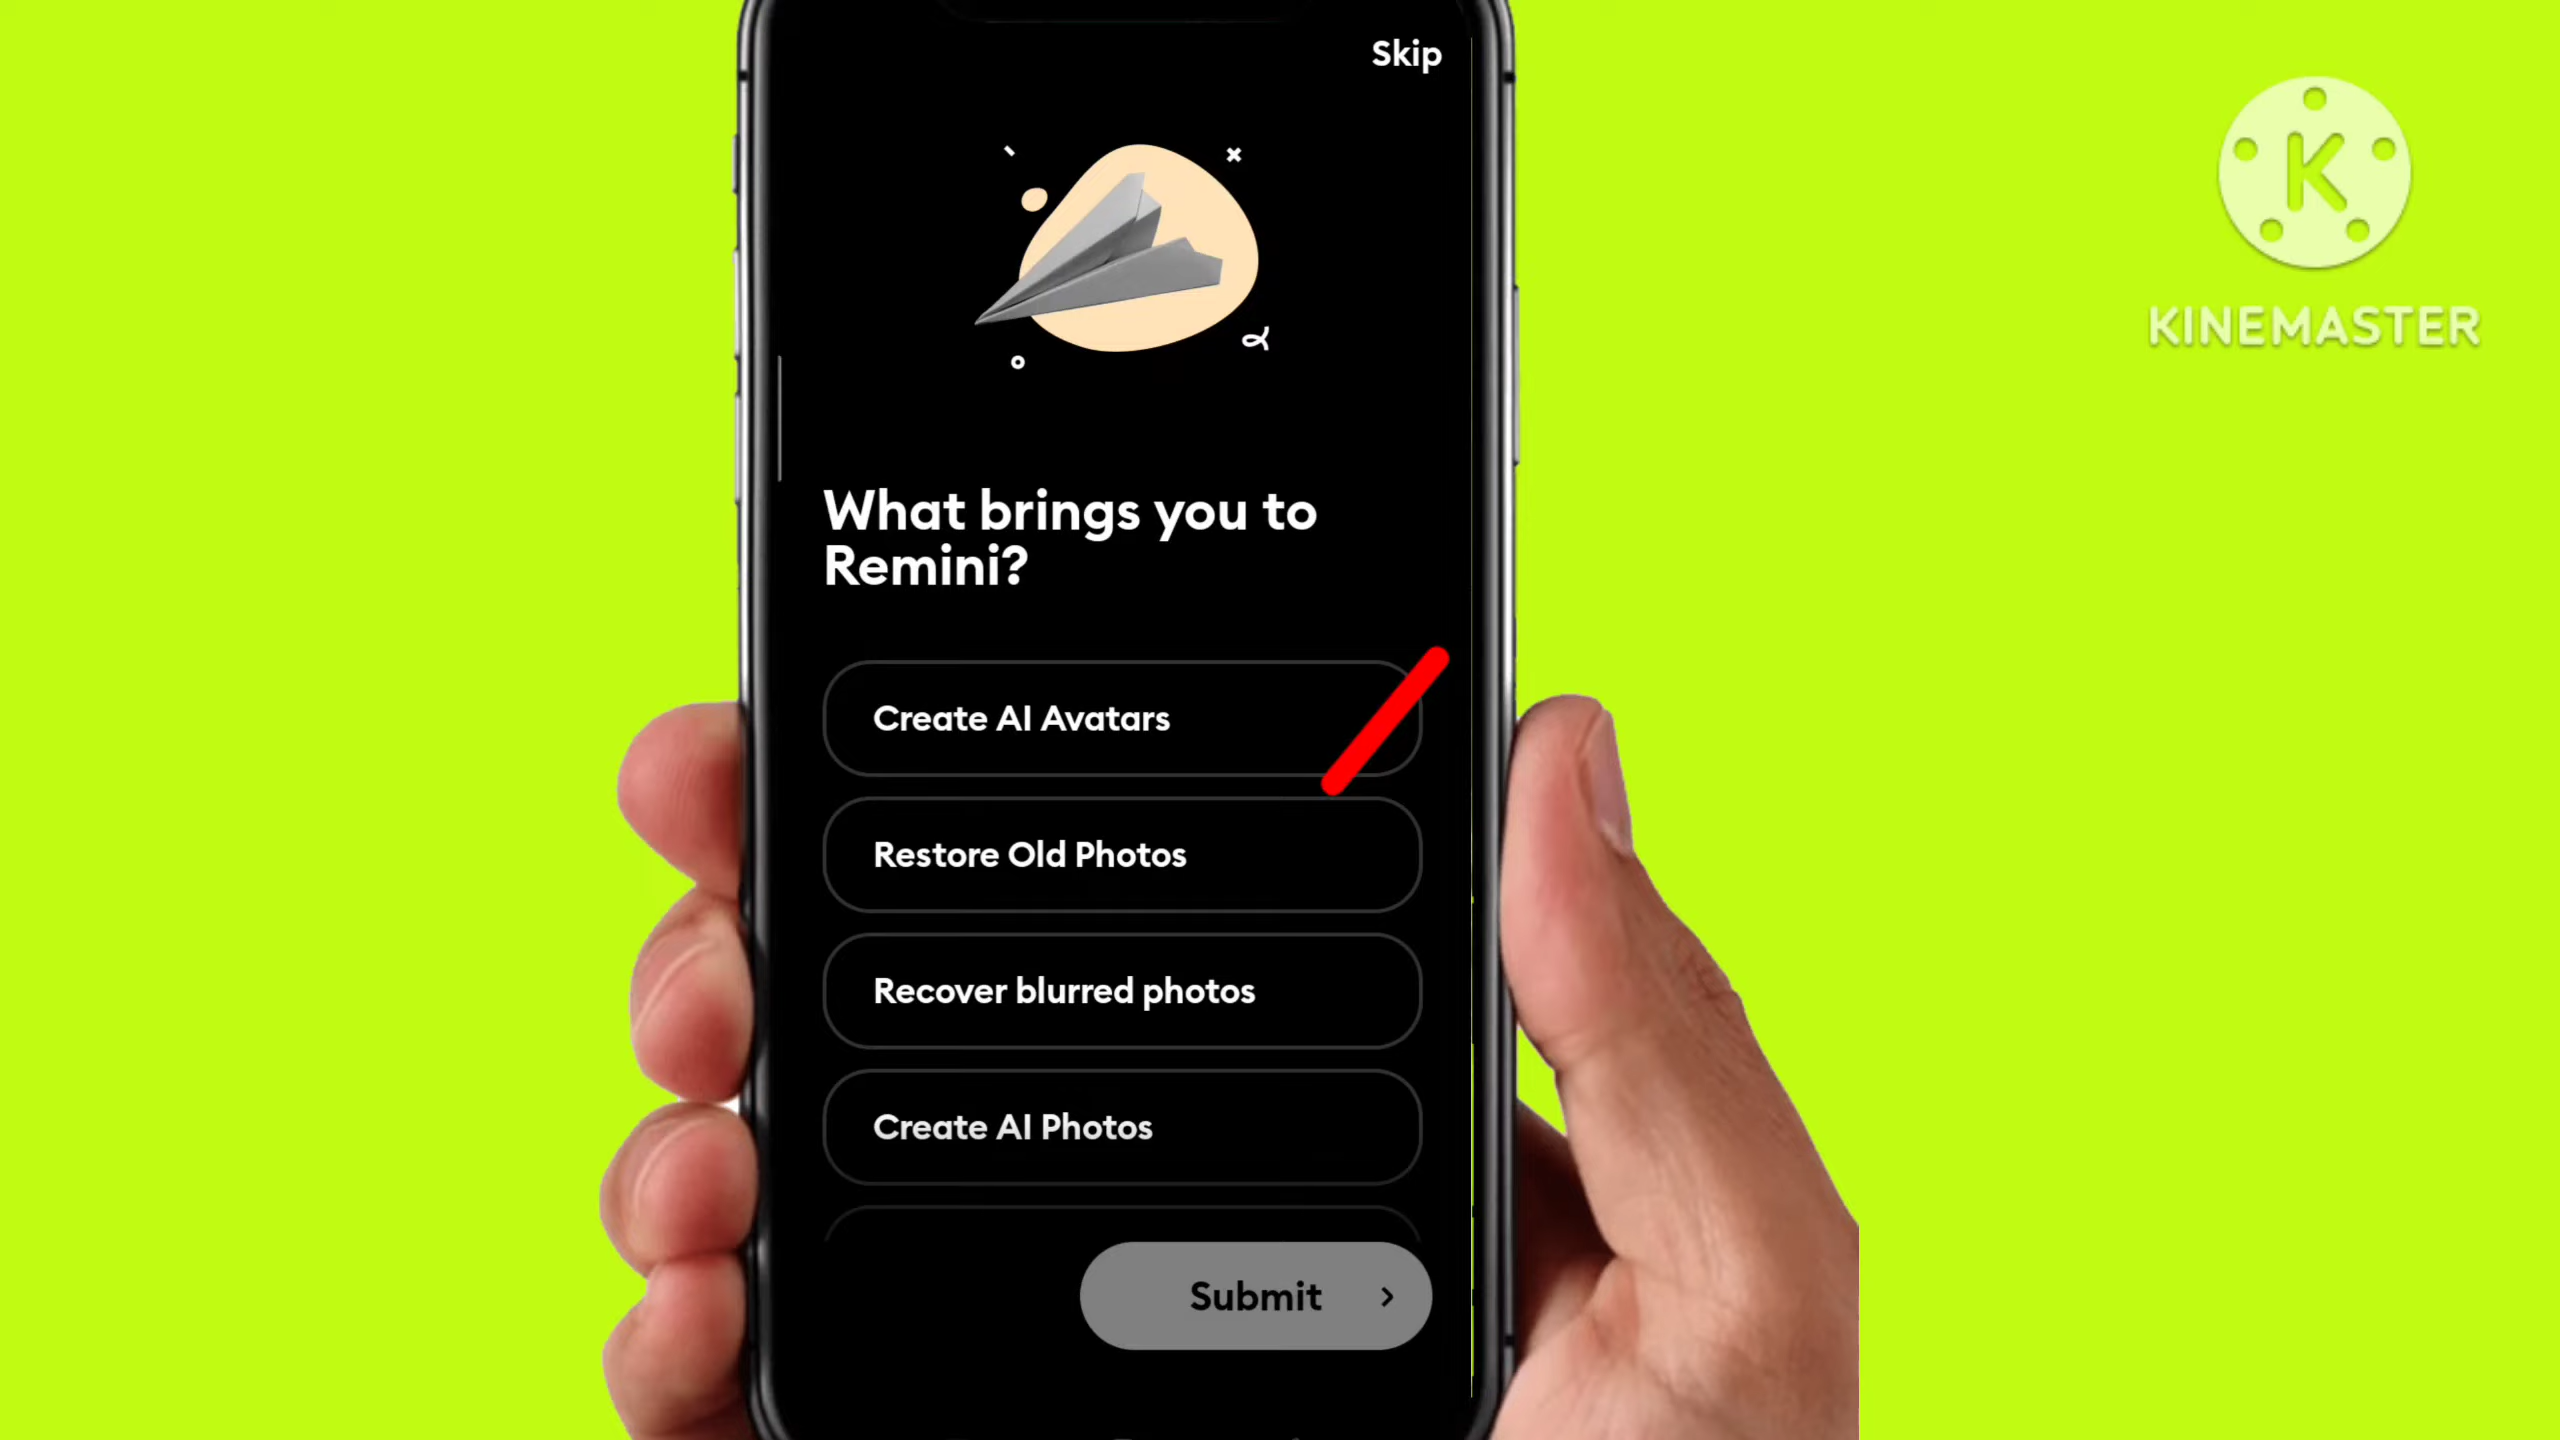 Skip
K
KINEMASTER
What brings you to
Remini?
Create AI Avatars
Restore Old Photos
Recover blurred photos
Create AI Photos
Submit